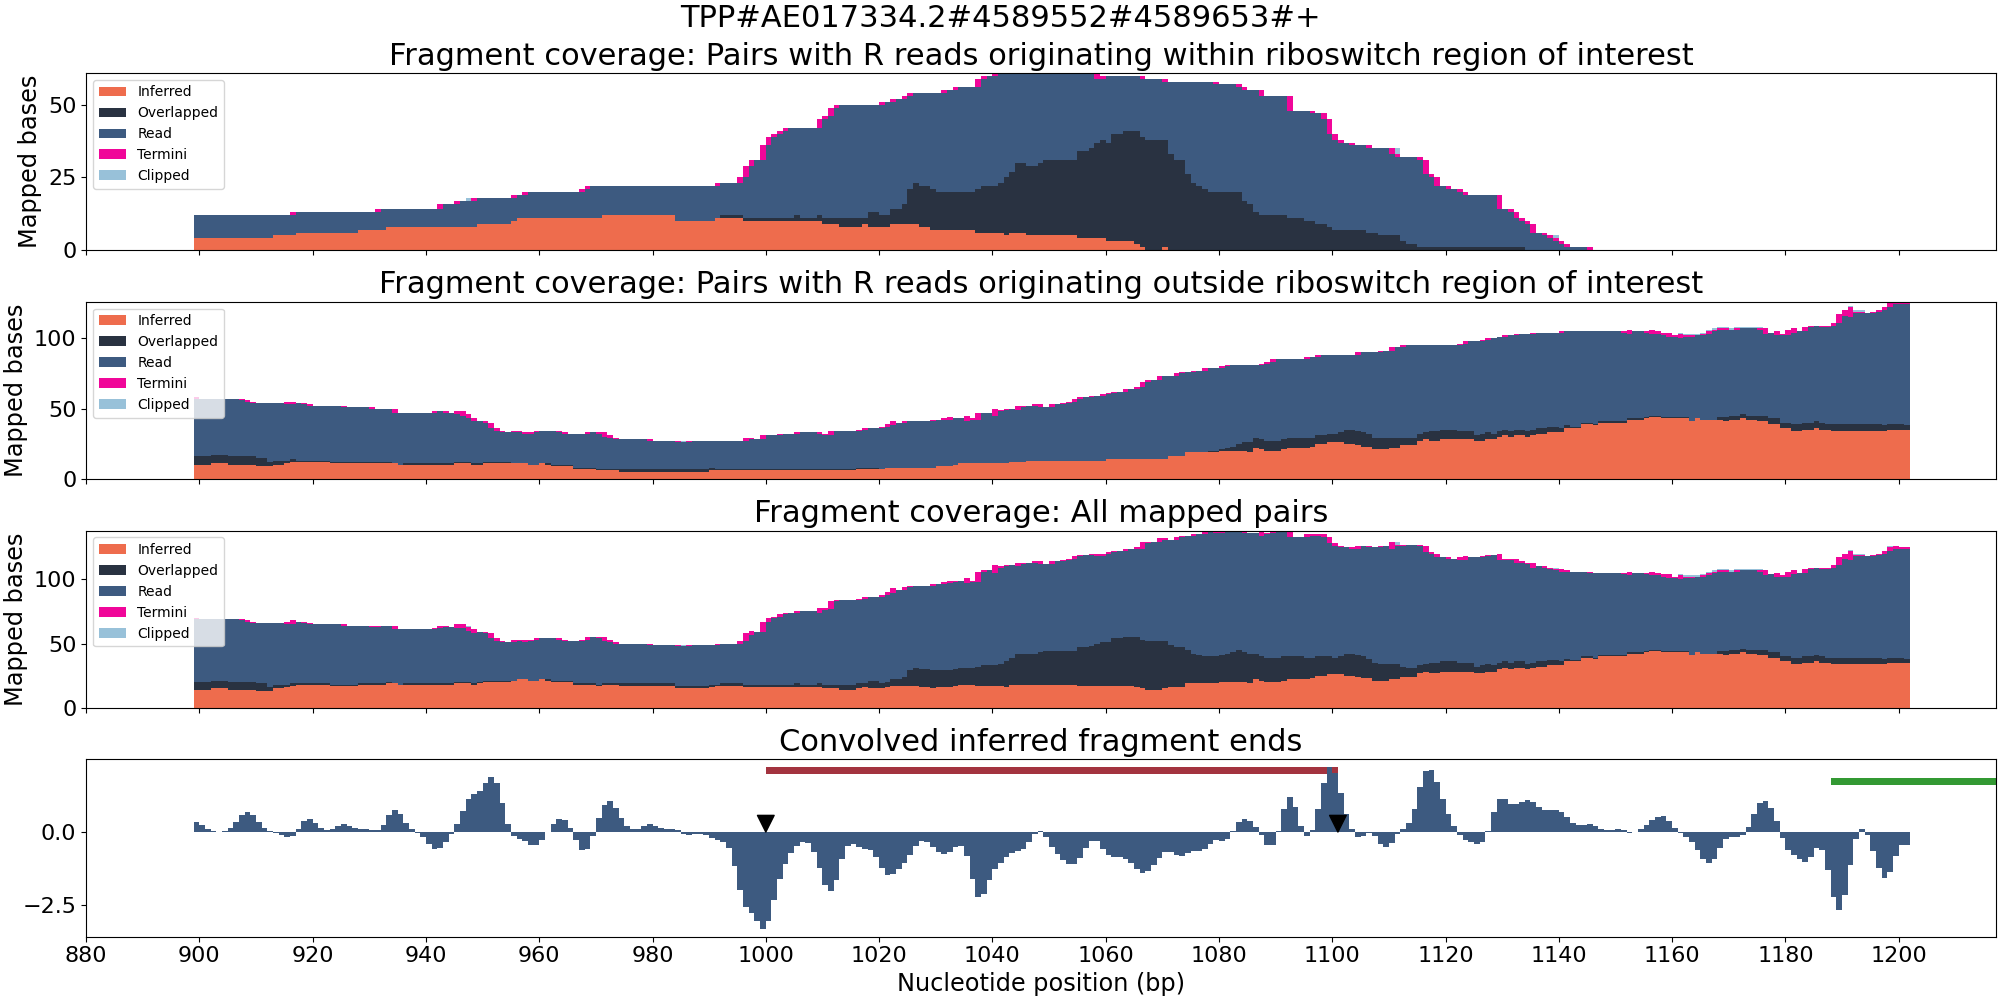 TPP#AE017334.2#4589552#4589653#+
Fragment coverage: Pairs with R reads originating within riboswitch region of interest
Mapped bases
50
25
0
Inferred
Overlapped
Read
Termini
Clipped
Fragment coverage: Pairs with R reads originating outside riboswitch region of interest
Mapped bases
100
50
0
Inferred
Overlapped
Read
Termini
Clipped
Fragment coverage: All mapped pairs
Mapped bases
100
50
0
Inferred
Overlapped
Read
Termini
Clipped
Convolved inferred fragment ends
0.0
−2.5
880 900 920 940 960 980 1000 1020 1040 1060 1080 1100 1120 1140 1160 1180 1200
Nucleotide position (bp)